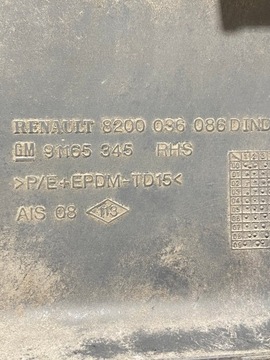 RENAULT 8200 036 086 DIND
GM 91165 345 RHS
>P/E+EPDM-TD15<
AIS 08 113